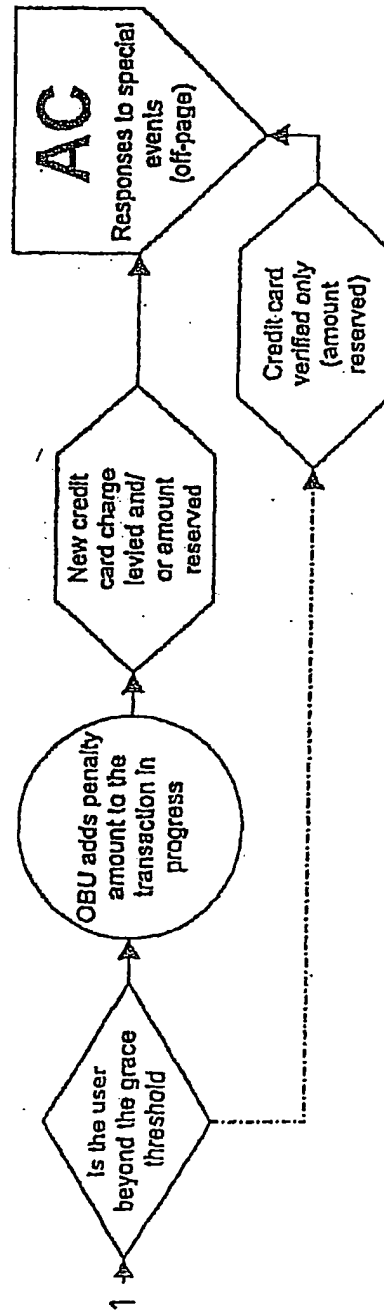 1
Is the user
beyond the grace
threshold
OBU adds penalty
amount to the
transaction in
progress
New credit
card charge
levied and/
or amount
reserved
AC
Responses to special
events
(off-page)
Credit card
verified only
(amount
reserved)